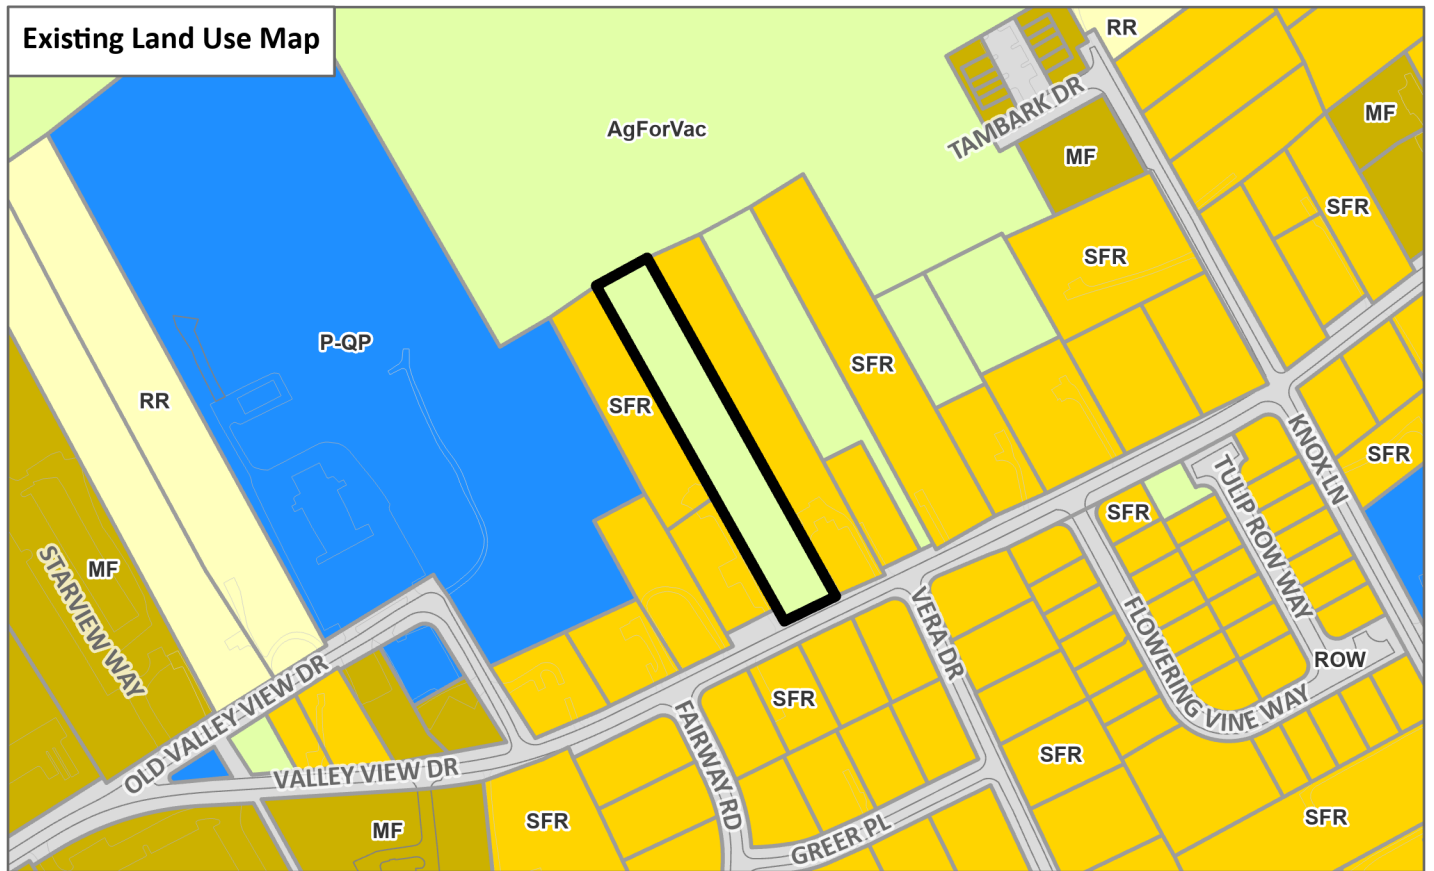 Existing Land Use Map
RR
AgForVac
TAMBARK DR
MF
MF
SFR
SFR
P-QP
SFR
SFR
RR
KNOX LN
SFR
TULIP ROW WAY
SFR
STARVIEW WAY
MF
VERA DR
FLOWERING VINE WAY
ROW
OLD VALLEY VIEW DR
SFR
FAIRWAY RD
SFR
VALLEY VIEW DR
SFR
MF
GREER PL
SFR